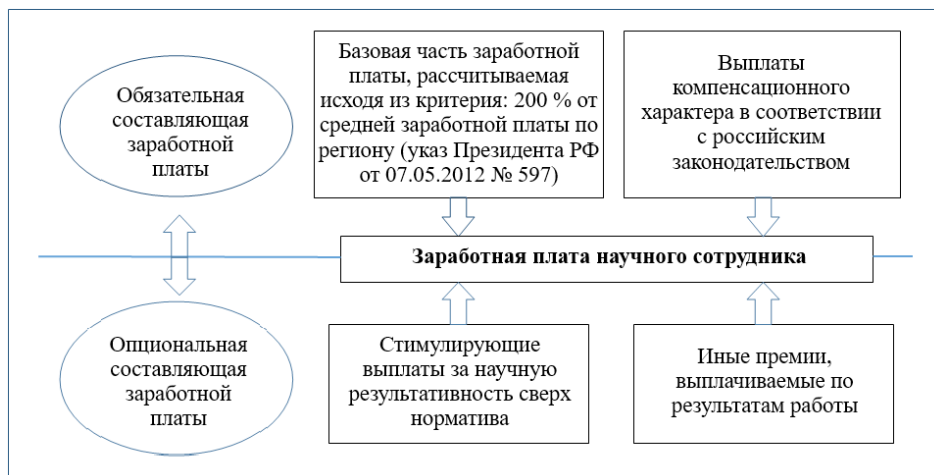 Обязательная
составляющая
заработной
платы
Базовая часть заработной
платы, рассчитываемая
исходя из критерия: 200 % от
средней заработной платы по
региону (указ Президента РФ
от 07.05.2012 № 597)
Выплаты
компенсационного
характера в соответствии
с российским
законодательством
Заработная плата научного сотрудника
Опциональная
составляющая
заработной
платы
Стимулирующие
выплаты за научную
результативность сверх
норматива
Иные премии,
выплачиваемые по
результатам работы